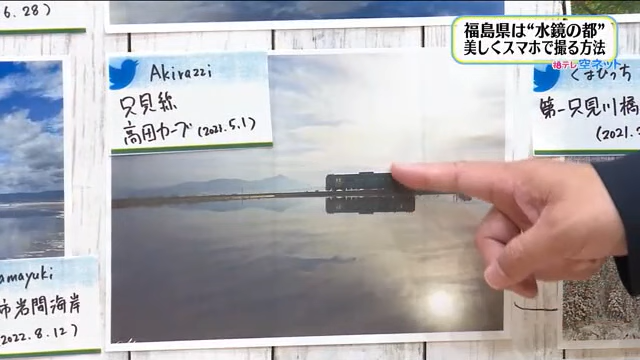 6.28)
福島県は“水鏡の都”
美しくスマホで撮る方法
福テレ空ネット
Akirazzi
只見線
高田カーブ(2021.5.1)
くまびっち
第一只見川橋
(2021.
amayuki
市岩間海岸
2022.8.12)